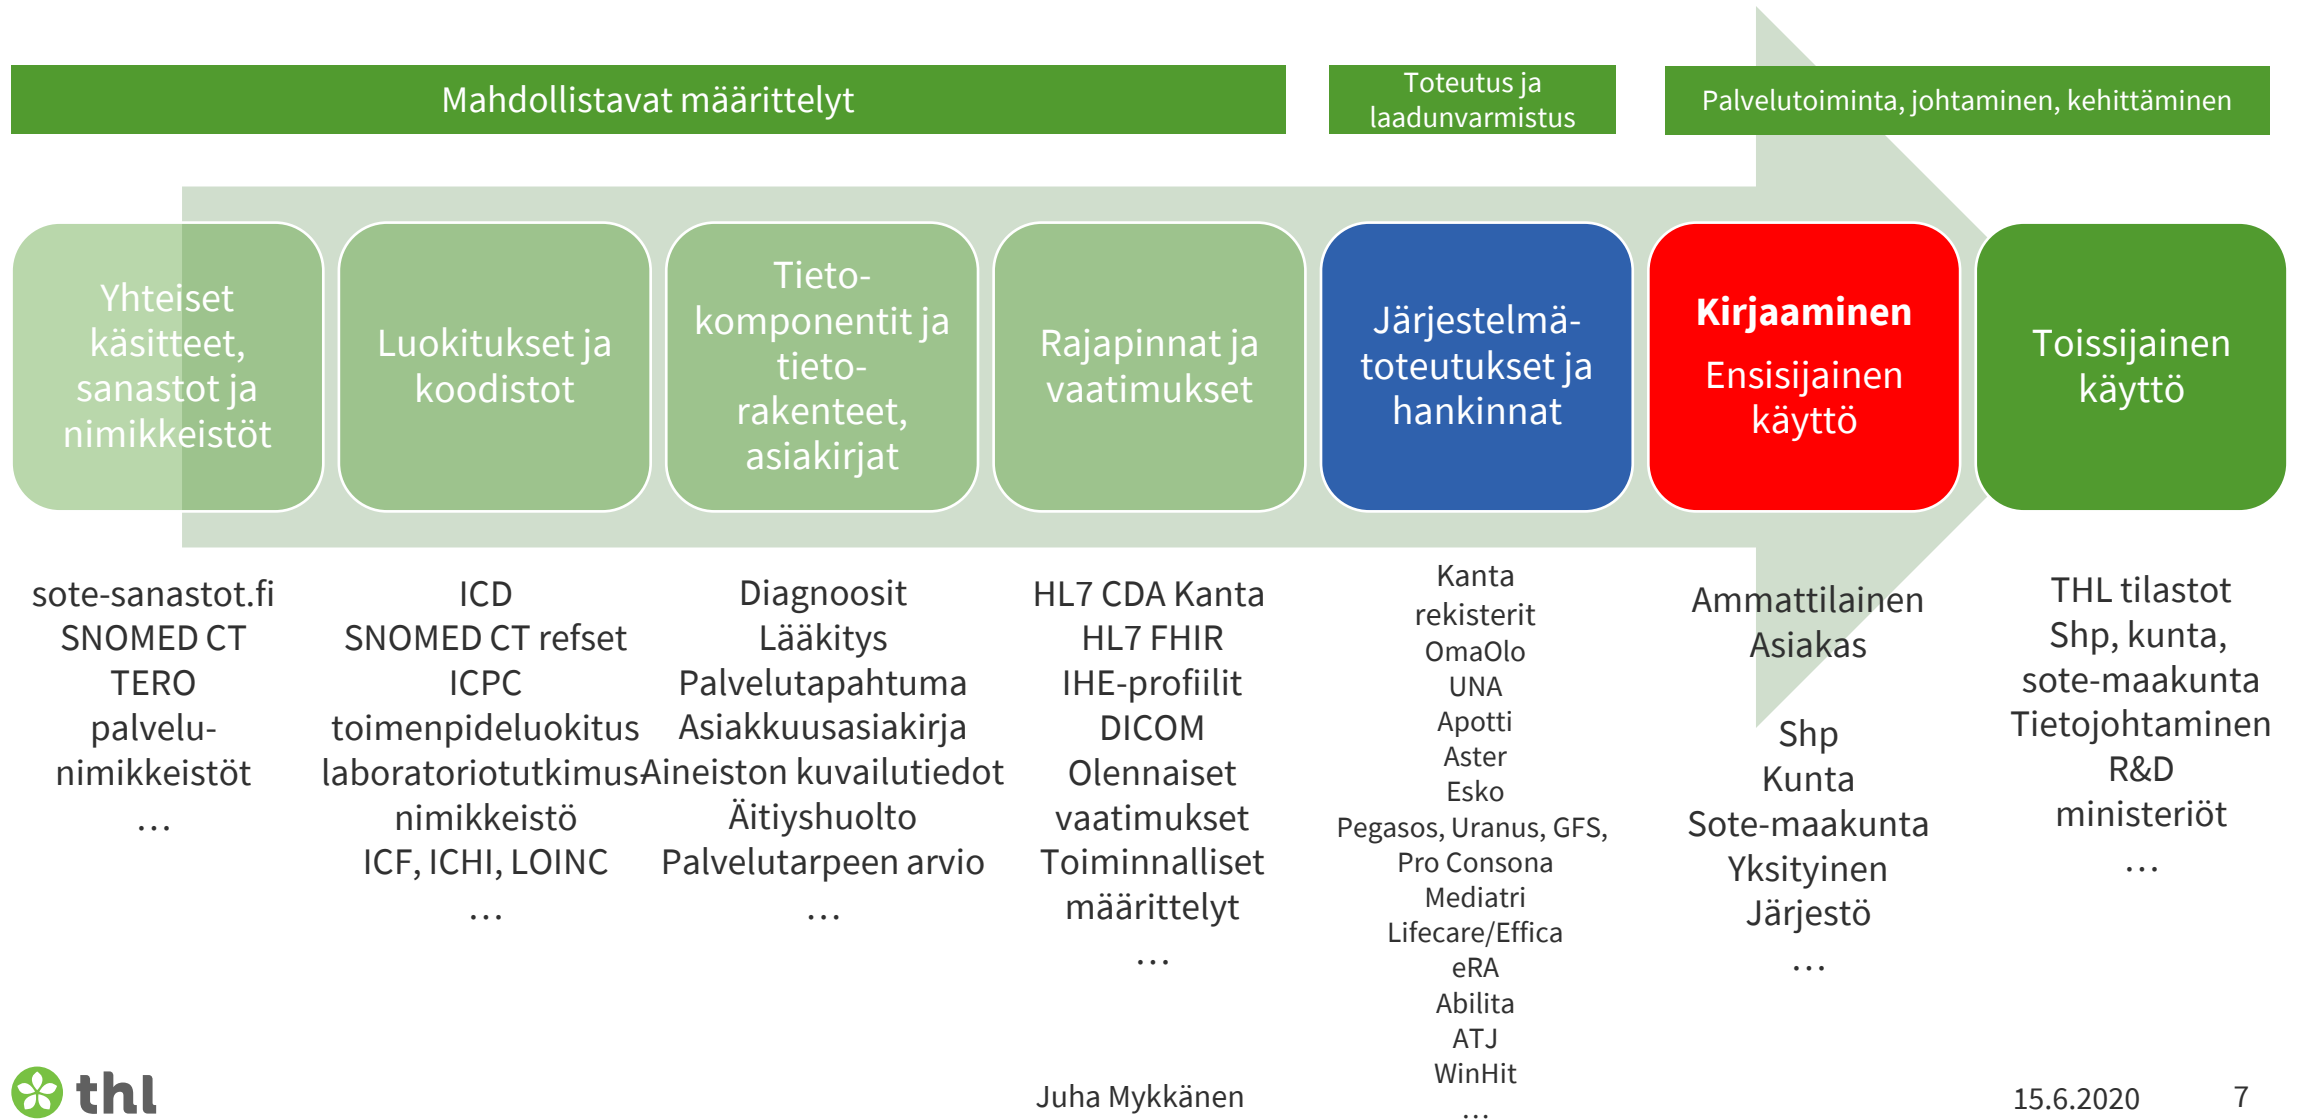 Mahdollistavat määrittelyt
Toteutus ja
laadunvarmistus
Palvelutoiminta, johtaminen, kehittäminen
Yhteiset
käsitteet,
sanastot ja
nimikkeistöt
Luokitukset ja
koodistot
Tieto-
komponentit ja
tieto-
rakenteet,
asiakirjat
Rajapinnat ja
vaatimukset
Järjestelmä-
toteutukset ja
hankinnat
Kirjaaminen
Ensisijainen
käyttö
Toissijainen
käyttö
sote-sanastot.fi
SNOMED CT
TERO
palvelu-
nimikkeistöt
…
ICD
SNOMED CT refset
ICPC
toimenpideluokitus
laboratoriotutkimus-
nimikkeistö
ICF, ICHI, LOINC
…
Diagnoosit
Lääkitys
Palvelutapahtuma
Asiakkuusasiakirja
Aineiston kuvailutiedot
Äitiyshuolto
Palvelutarpeen arvio
…
HL7 CDA Kanta
HL7 FHIR
IHE-profiilit
DICOM
Olennaiset
vaatimukset
Toiminnalliset
määrittelyt
…
Kanta
rekisterit
OmaOlo
UNA
Apotti
Aster
Esko
Pegasos, Uranus, GFS,
Pro Consona
Mediatri
Lifecare/Effica
eRA
Abilita
ATJ
WinHit
…
Ammattilainen
Asiakas
Shp
Kunta
Sote-maakunta
Yksityinen
Järjestö
…
THL tilastot
Shp, kunta,
sote-maakunta
Tietojohtaminen
R&D
ministeriöt
…
thl
Juha Mykkänen
15.6.2020
7